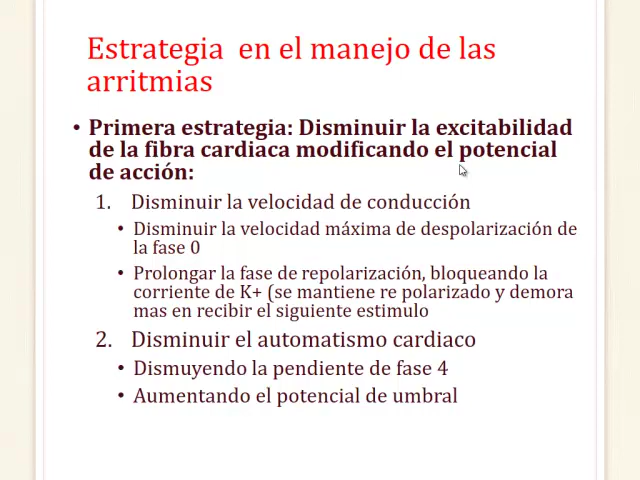 Estrategia en el manejo de las
arritmias
• Primera estrategia: Disminuir la excitabilidad
de la fibra cardiaca modificando el potencial
de acción:
1. Disminuir la velocidad de conducción
• Disminuir la velocidad máxima de despolarización de
la fase 0
• Prolongar la fase de repolarización, bloqueando la
corriente de K+ (se mantiene re polarizado y demora
mas en recibir el siguiente estimulo
2. Disminuir el automatismo cardiaco
• Dismuyendo la pendiente de fase 4
• Aumentando el potencial de umbral